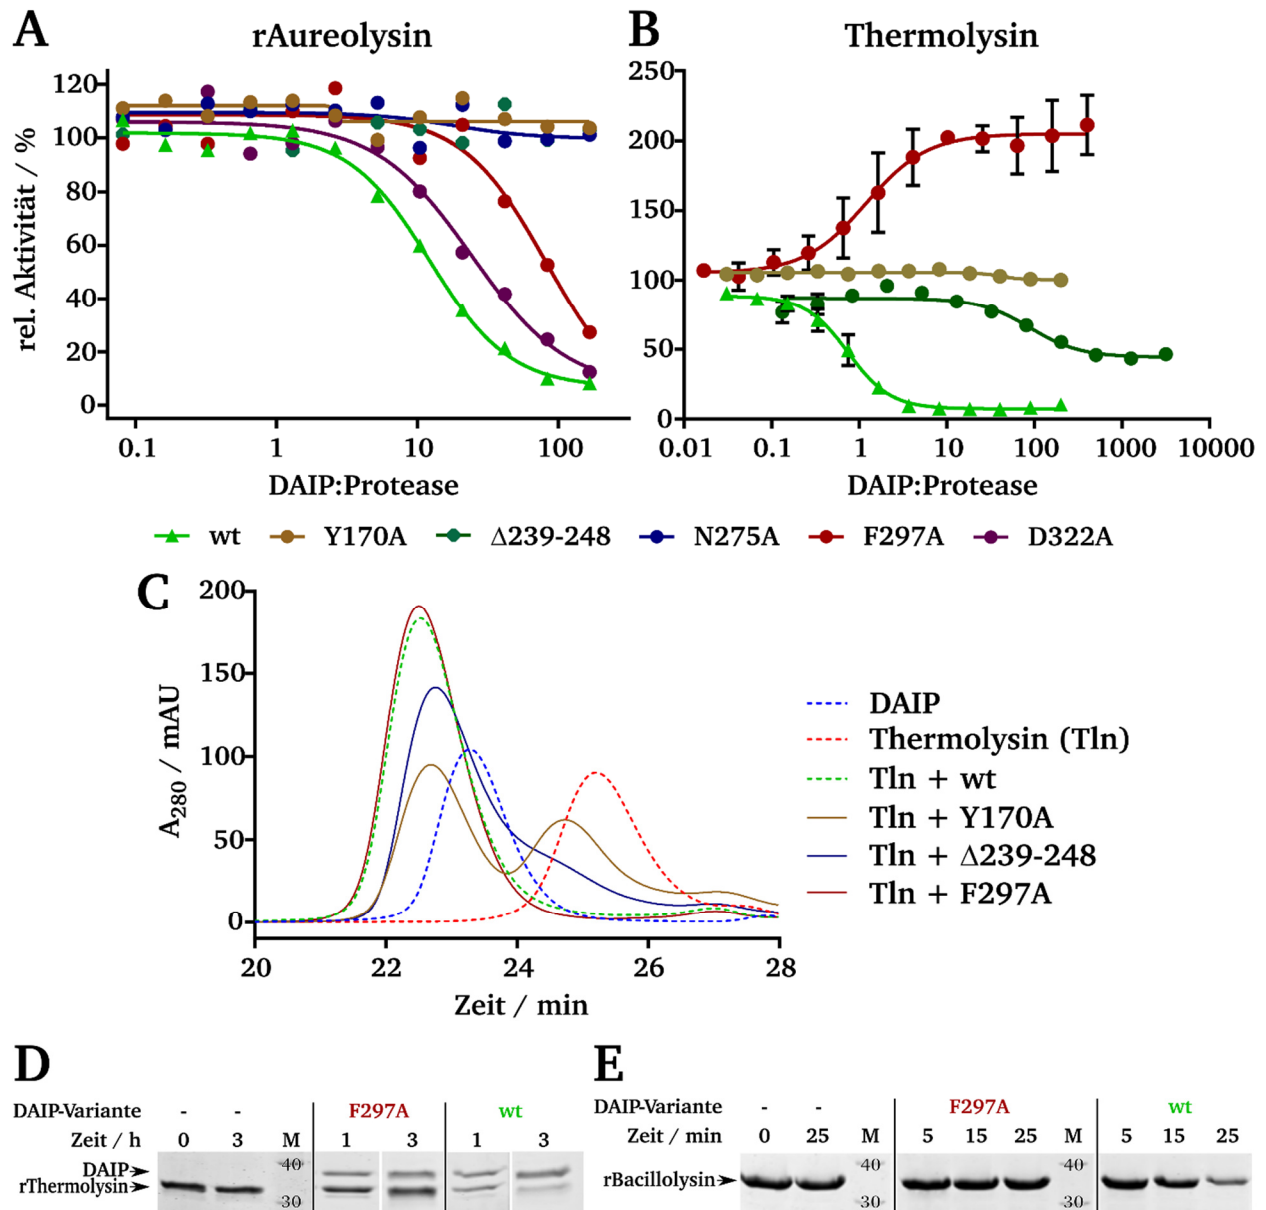 A
rAureolysin
B
Thermolysin
rel. Aktivität / %
120
100
80
60
40
20
0
0.1 1 10 100
DAIP:Protease
250
200
150
100
50
0
0.01 0.1 1 10 100 1000 10000
DAIP:Protease
wt Y170A Δ239-248 N275A F297A D322A
C
A280 / mAU
200
150
100
50
0
20 22 24 26 28
Zeit / min
DAIP
Thermolysin (Tln)
Tln + wt
Tln + Y170A
Tln + Δ239-248
Tln + F297A
D
DAIP-Variante - - F297A wt
Zeit / h 0 3 M 1 3 1 3
DAIP
rThermolysin
40
30
E
DAIP-Variante - - F297A wt
Zeit / min 0 25 M 5 15 25 M 5 15 25
rBacillolysin
40 40
30 30